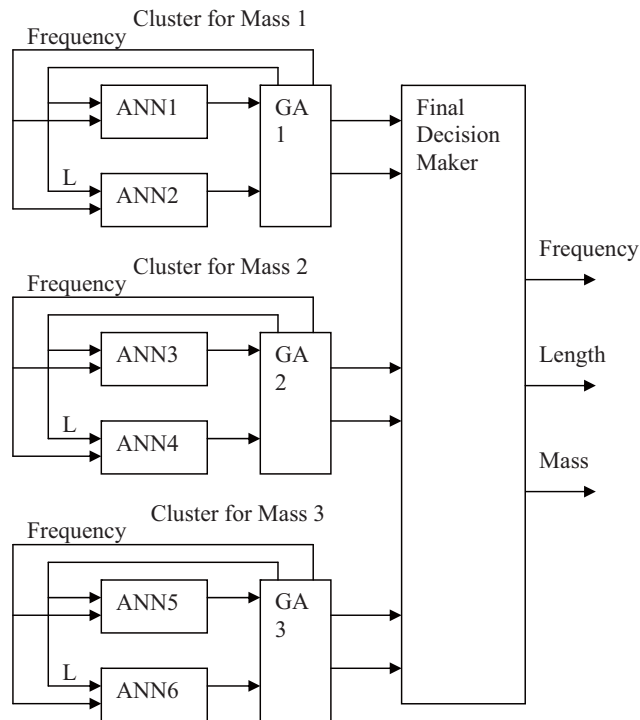 Cluster for Mass 1
Frequency
ANN1
GA
1
Final
Decision
Maker
L
ANN2
Frequency
Cluster for Mass 2
Frequency
ANN3
GA
2
Length
L
ANN4
Mass
Cluster for Mass 3
Frequency
ANN5
GA
3
L
ANN6